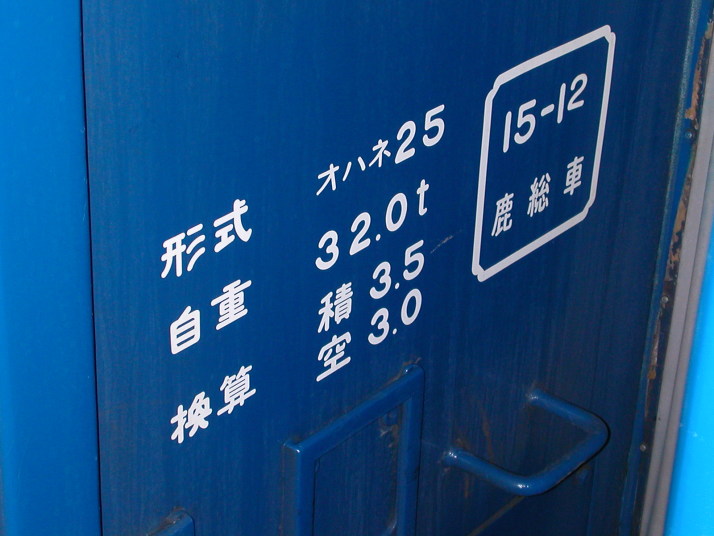 形式 オハネ25
自重 32.0t
換算 積 3.5
空 3.0
15-12
鹿総車